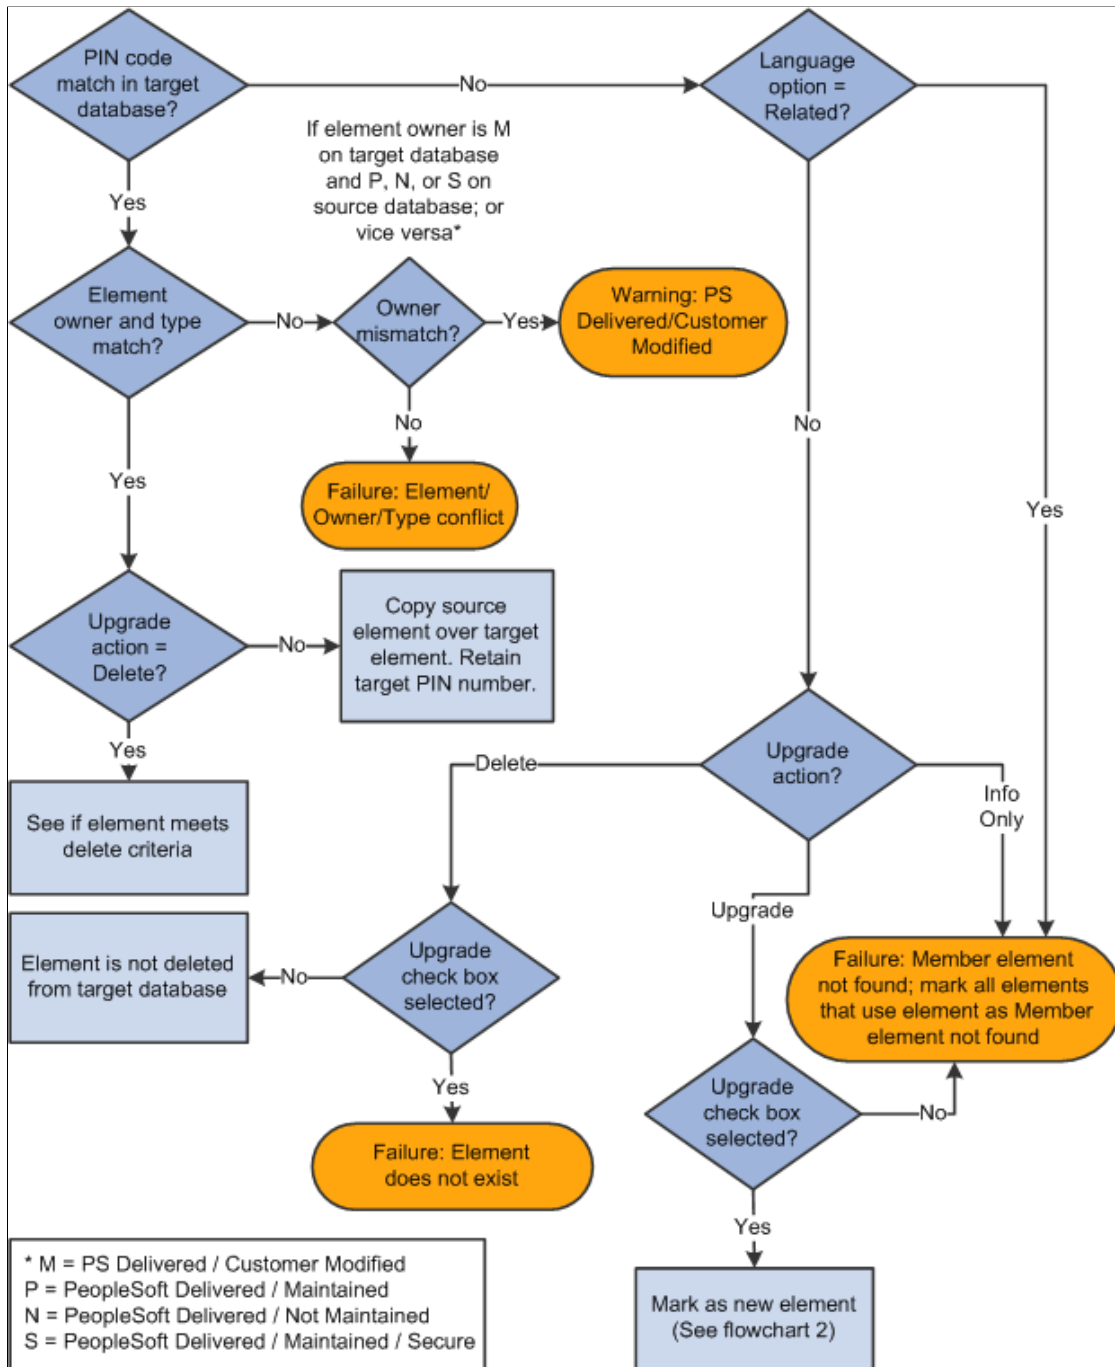 PIN code
match in target
database?
No
Language
option =
Related?
If element owner is M
on target database
and P, N, or S on
source database; or
vice versa*
Yes
Element
owner and type
match?
No
Owner
mismatch?
Yes
Warning: PS
Delivered/Customer
Modified
No
No
Yes
Failure: Element/
Owner/Type conflict
Yes
Upgrade
action =
Delete?
No
Copy source
element over target
element. Retain
target PIN number.
Yes
See if element meets
delete criteria
Delete
Upgrade
action?
Info
Only
Upgrade
Element is not deleted
from target database
No
Upgrade
check box
selected?
Failure: Member element
not found; mark all elements
that use element as Member
element not found
Yes
Upgrade
check box
selected?
No
Failure: Element
does not exist
Yes
Mark as new element
(See flowchart 2)
* M = PS Delivered / Customer Modified
P = PeopleSoft Delivered / Maintained
N = PeopleSoft Delivered / Not Maintained
S = PeopleSoft Delivered / Maintained / Secure